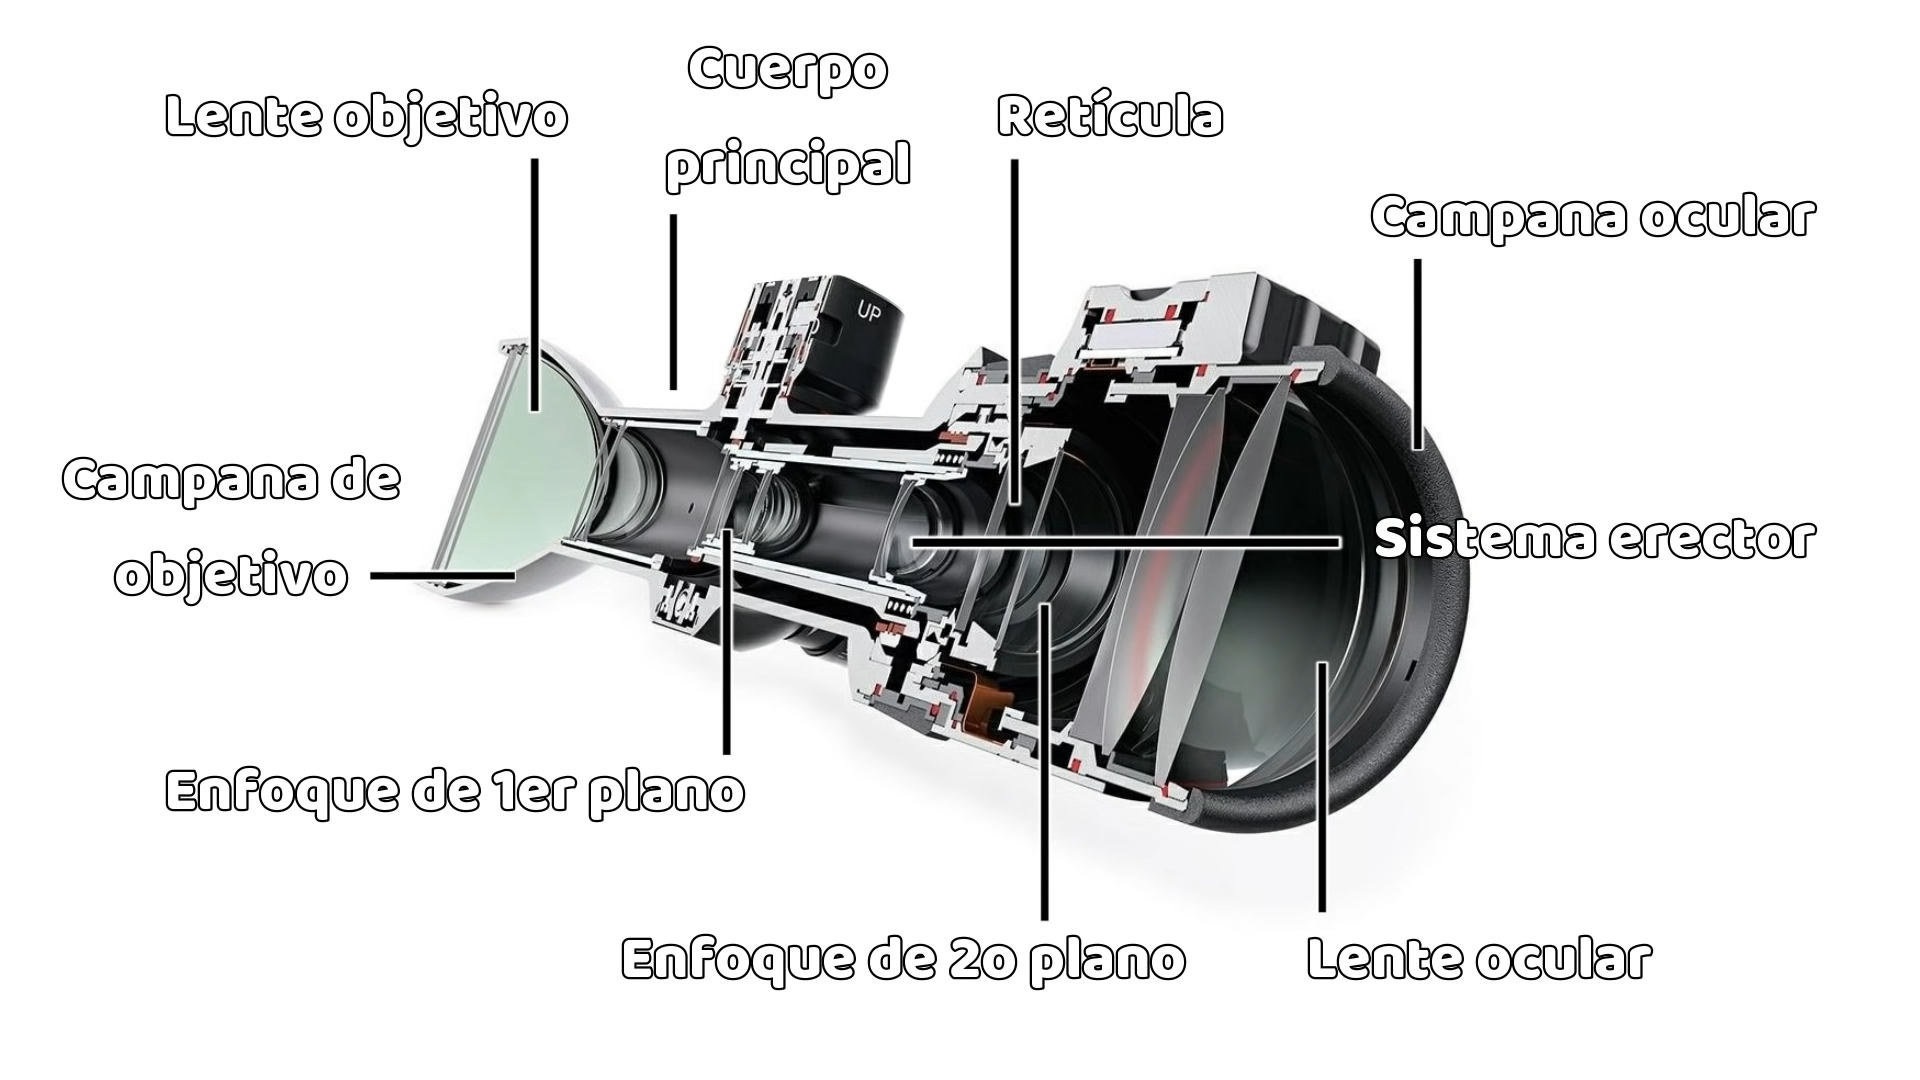 Cuerpo
principal
Lente objetivo
Retícula
Campana ocular
UP
Campana de
objetivo
Sistema erector
Enfoque de 1er plano
Enfoque de 2o plano
Lente ocular